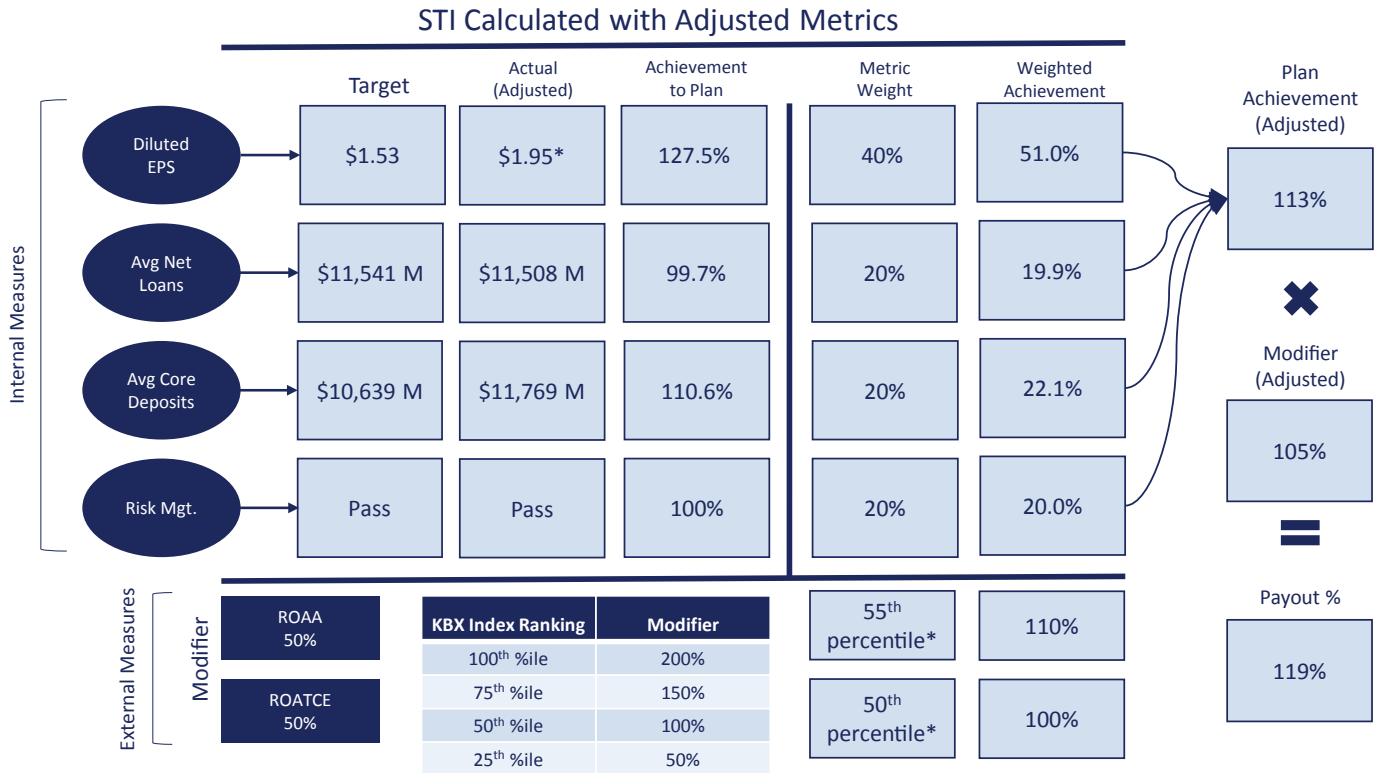 STI Calculated with Adjusted Metrics
Target
Actual
(Adjusted)
Achievement
to Plan
Metric
Weight
Weighted
Achievement
Plan
Achievement
(Adjusted)
Internal Measures
Diluted
EPS
$1.53
$1.95*
127.5%
40%
51.0%
113%
Avg Net
Loans
$11,541 M
$11,508 M
99.7%
20%
19.9%
Avg Core
Deposits
$10,639 M
$11,769 M
110.6%
20%
22.1%
Modifier
(Adjusted)
105%
Risk Mgt.
Pass
Pass
100%
20%
20.0%
External Measures
Modifier
ROAA
50%
ROATCE
50%
KBX Index Ranking Modifier
100th %ile 200%
75th %ile 150%
50th %ile 100%
25th %ile 50%
55th
percentile*
110%
50th
percentile*
100%
Payout %
119%